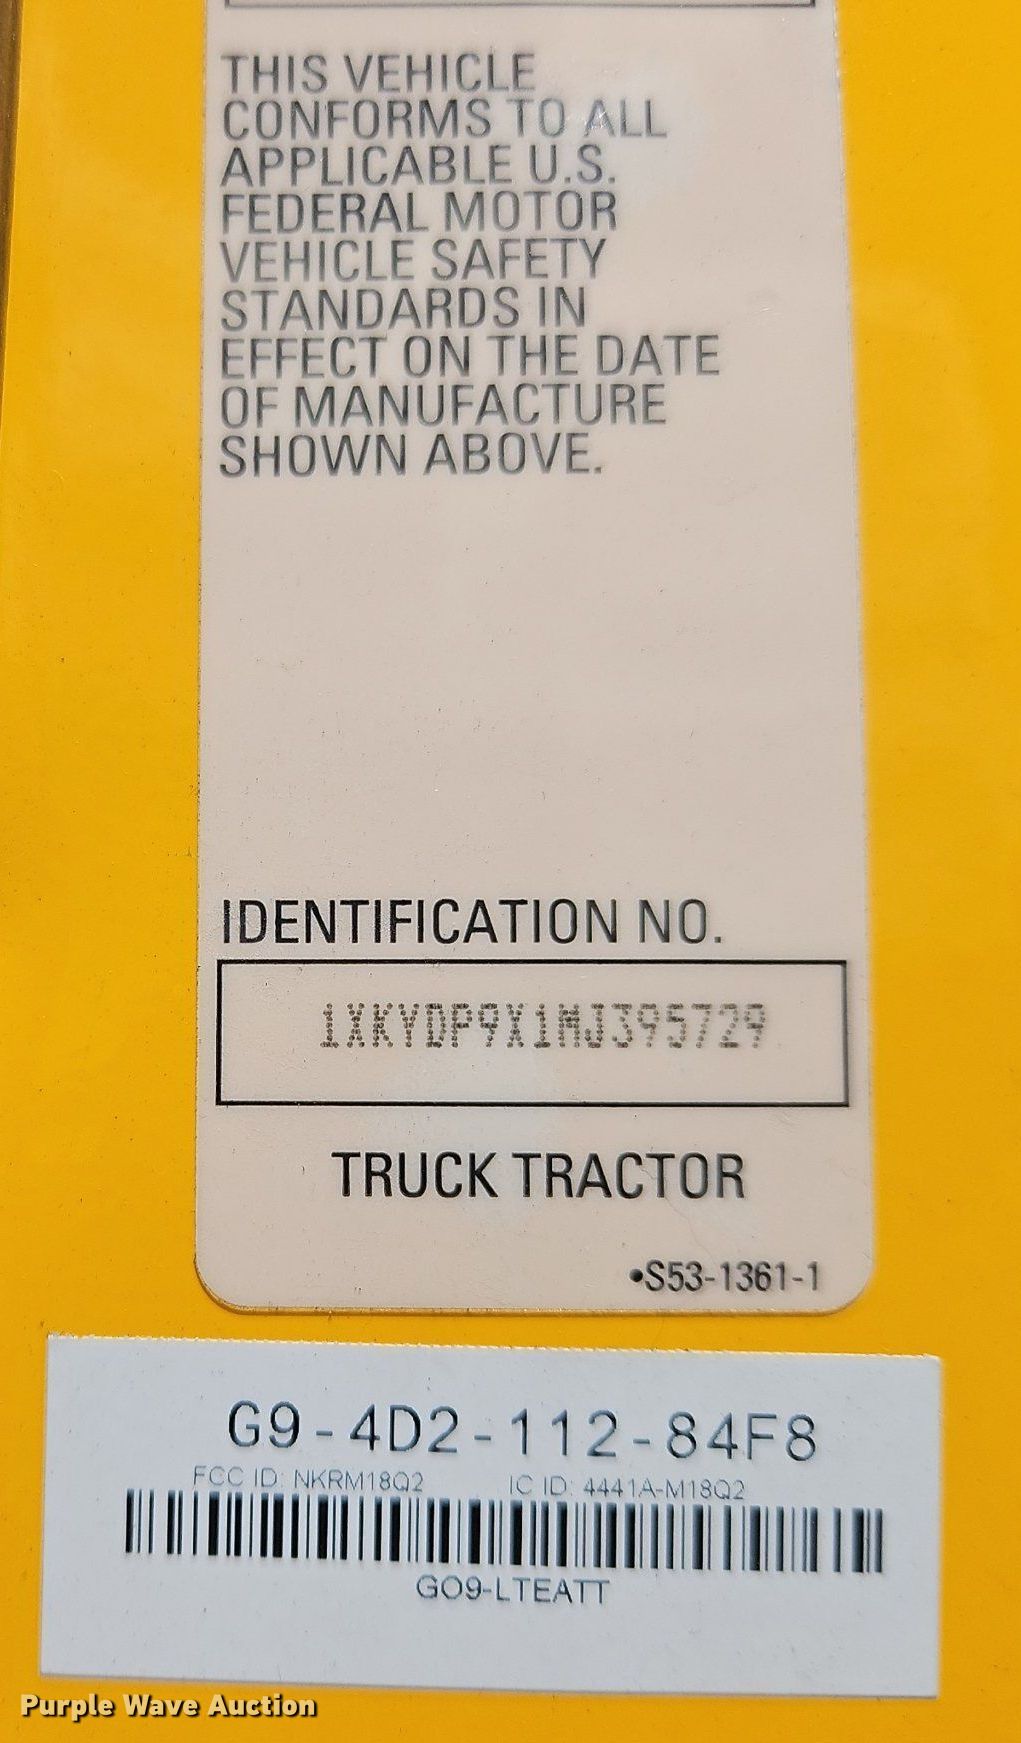 THIS VEHICLE
CONFORMS TO ALL
APPLICABLE U.S.
FEDERAL MOTOR
VEHICLE SAFETY
STANDARDS IN
EFFECT ON THE DATE
OF MANUFACTURE
SHOWN ABOVE.
IDENTIFICATION NO.
1XKYDP9X1MJ395729
TRUCK TRACTOR
•S53-1361-1
G9-4D2-112-84F8
FCC ID: NKRM18Q2 IC ID: 4441A-M18Q2
GO9-LTEATT
Purple Wave Auction